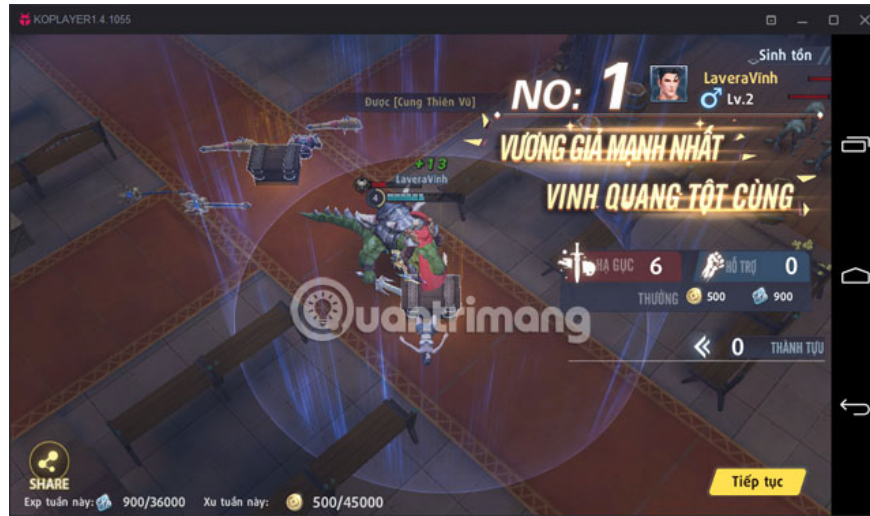 KOPLAYER1.4.1055
Sinh tồn
NO: 1
LaveraVĩnh
Lv.2
Được [Cung Thiên Vũ]
VƯƠNG GIẢ MẠNH NHẤT
VINH QUANG TỘT CÙNG
+13
LaveraVĩnh
4
HẠ GỤC 6
HỖ TRỢ 0
THƯỞNG 500 900
0 THÀNH TỰU
Quantrimang
SHARE
Exp tuần này: 900/36000 Xu tuần này: 500/45000
Tiếp tục